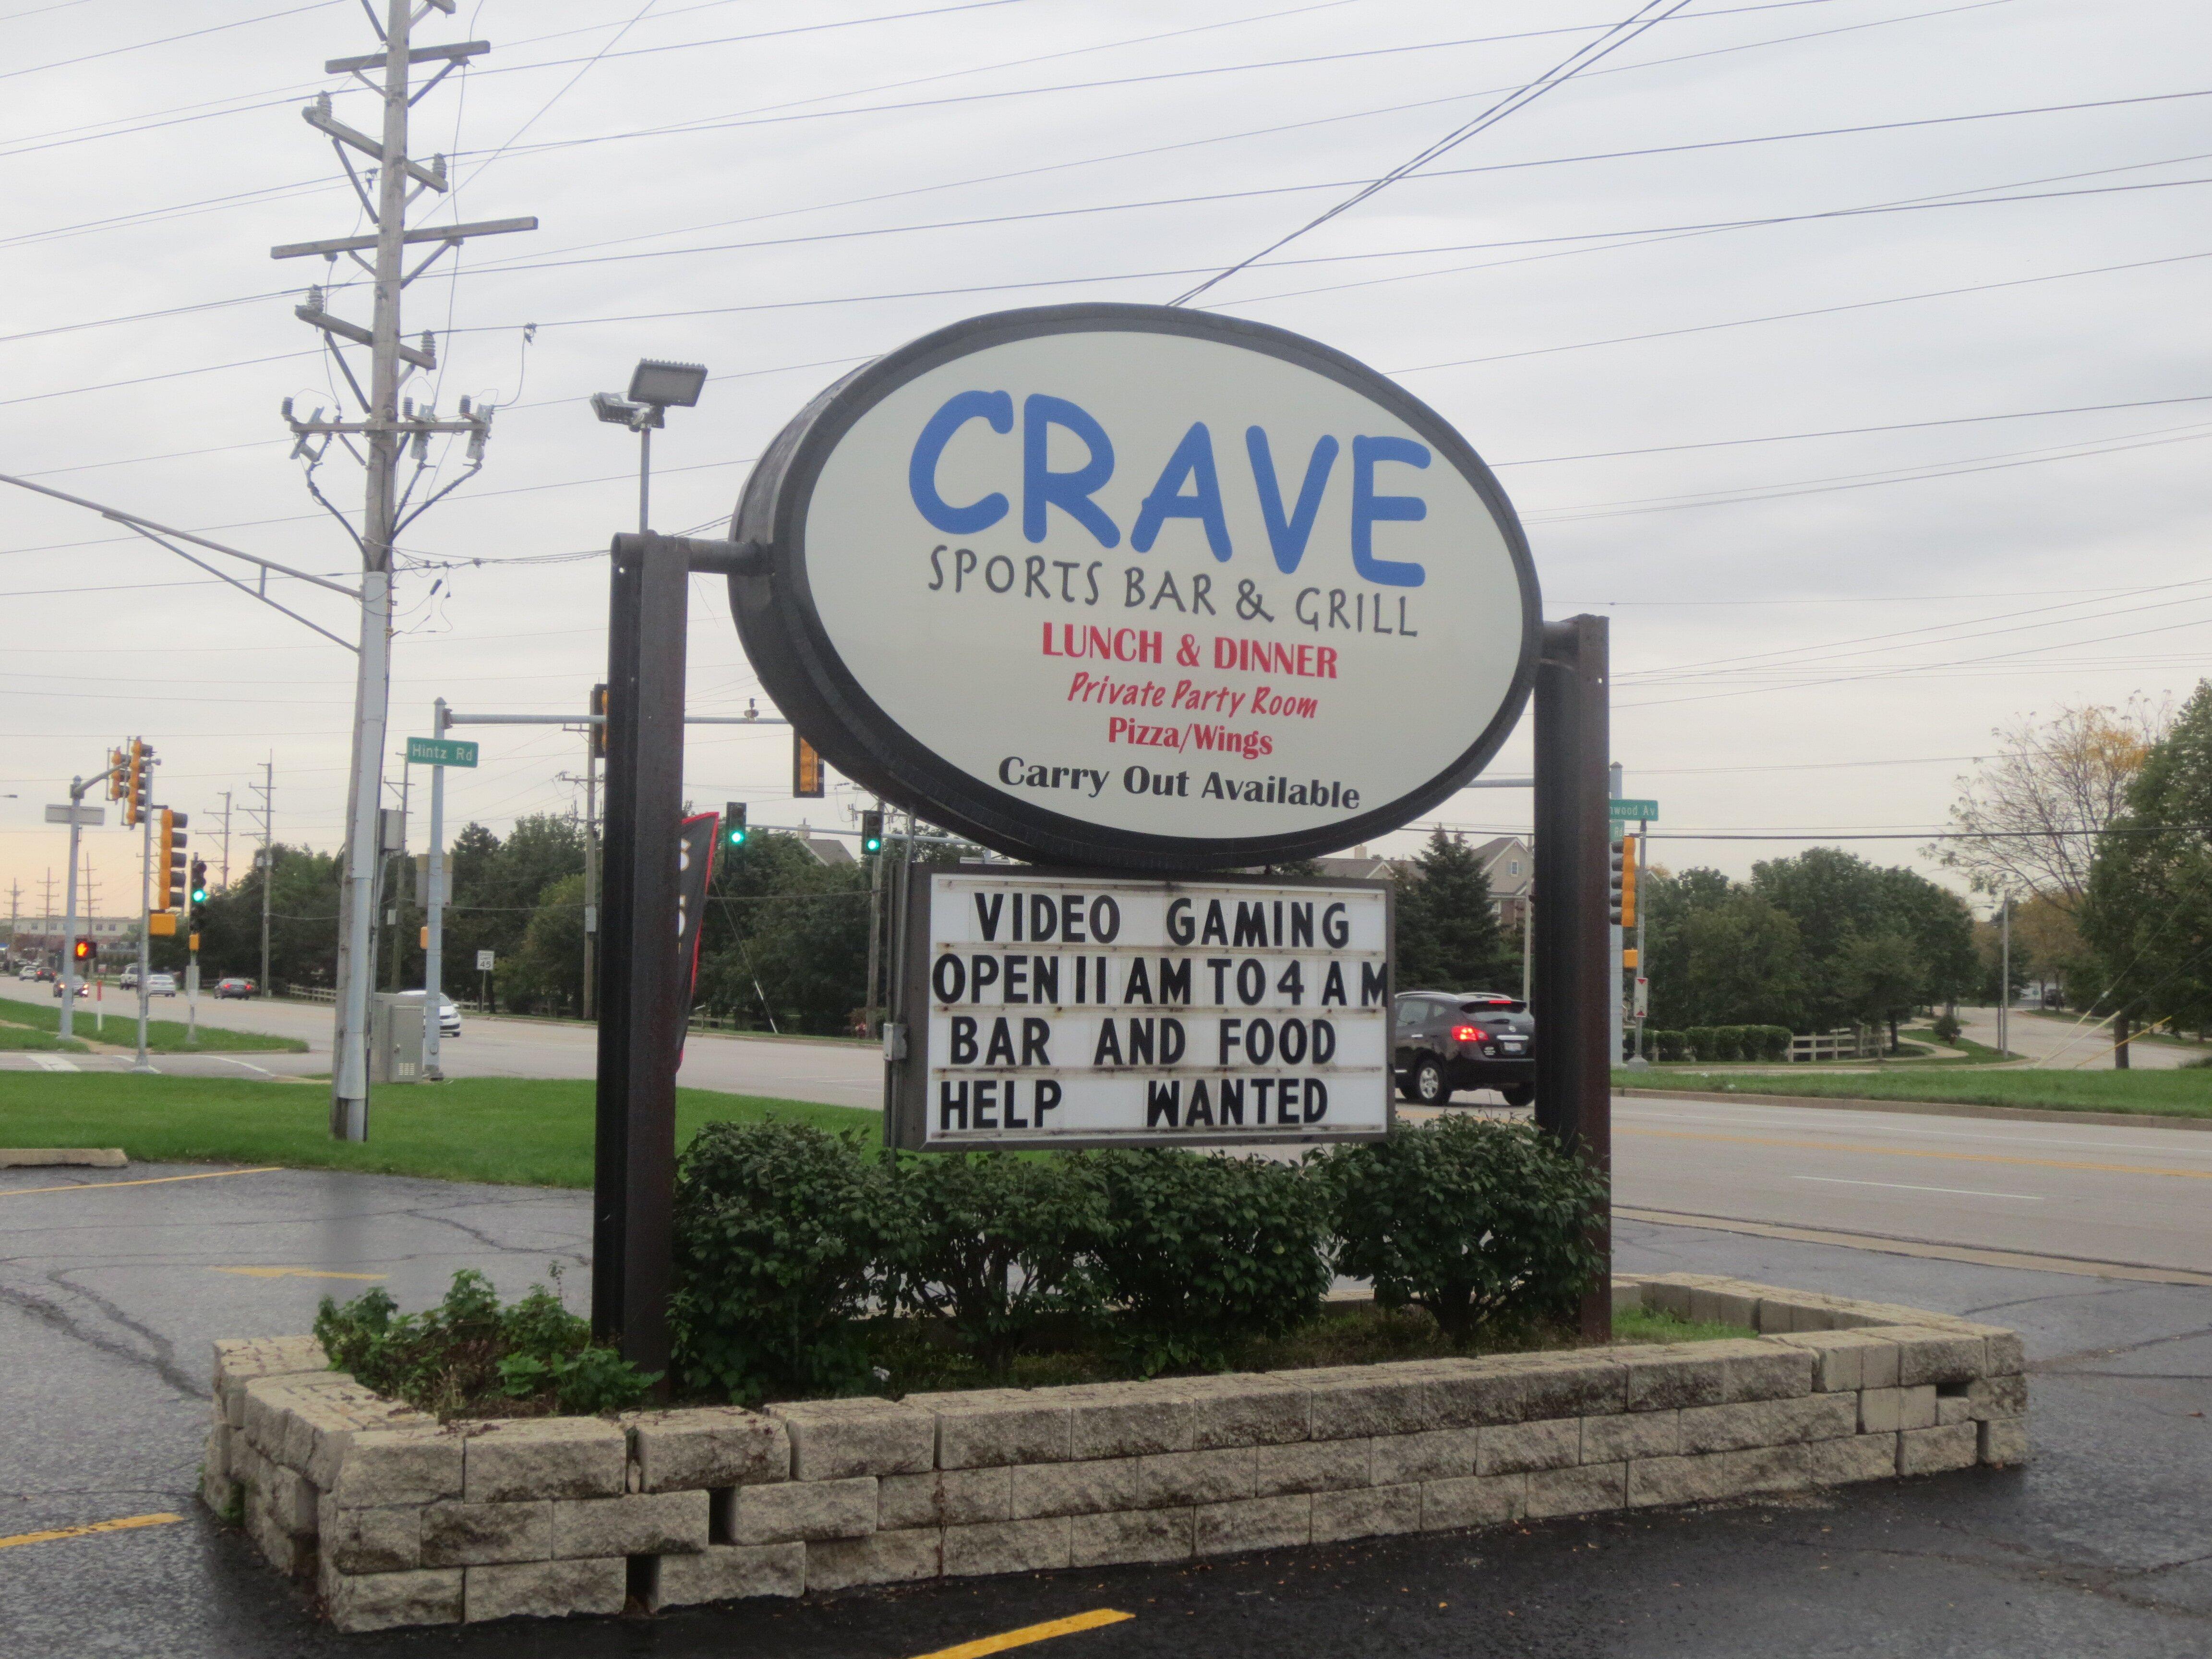 CRAVE
SPORTS BAR & GRILL
LUNCH & DINNER
Private Party Room
Pizza/Wings
Carry Out Available
VIDEO GAMING
OPEN 11 AM TO 4 AM
BAR AND FOOD
HELP WANTED
Hintz Rd
45